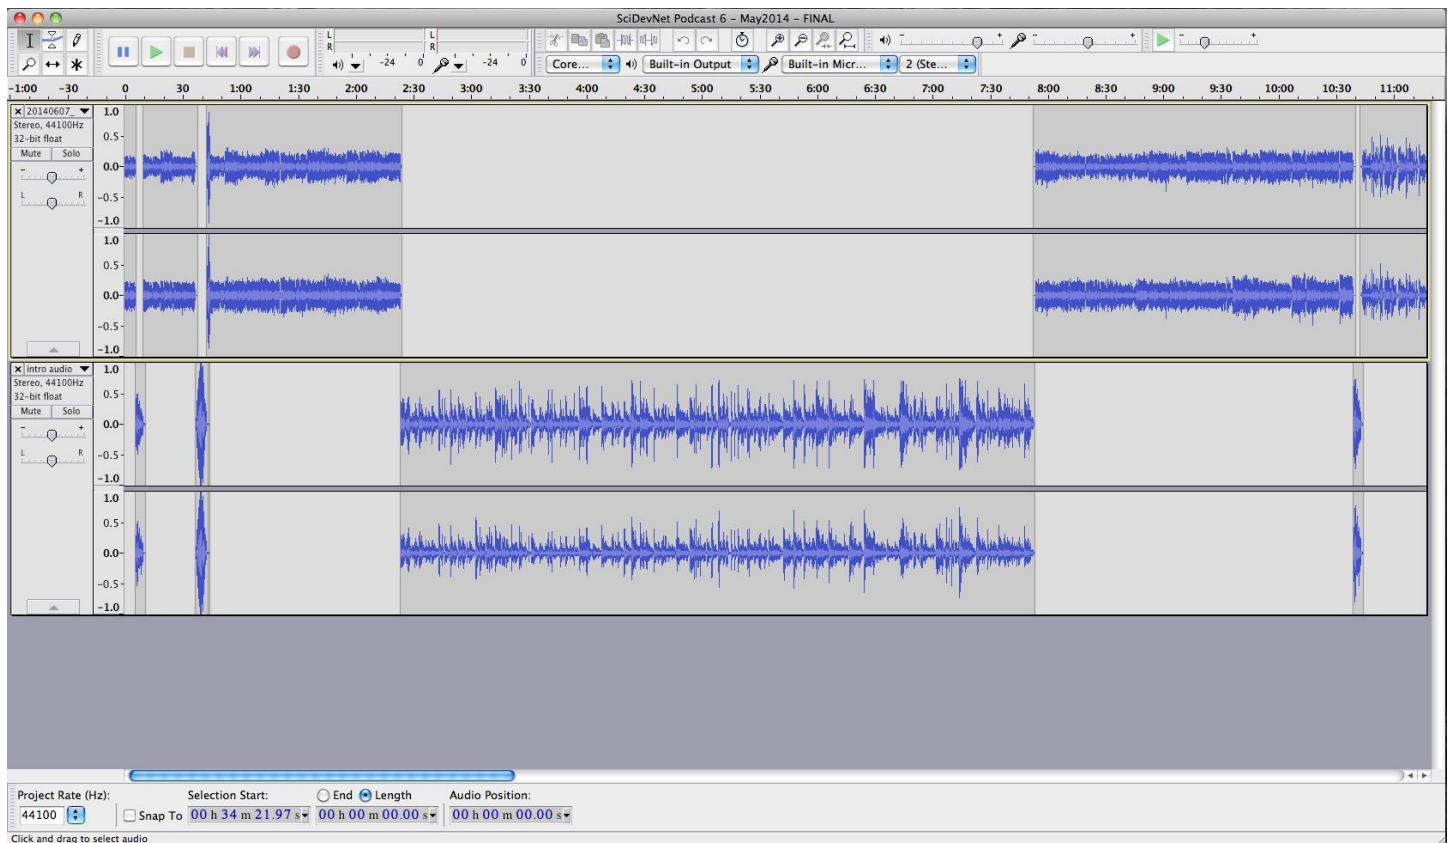 SciDevNet Podcast 6 - May2014 - FINAL
L L
R R
-24 0 -24 0
- + - + - +
Core... Built-in Output Built-in Micr... 2 (Ste...
-1:00 -30 0 30 1:00 1:30 2:00 2:30 3:00 3:30 4:00 4:30 5:00 5:30 6:00 6:30 7:00 7:30 8:00 8:30 9:00 9:30 10:00 10:30 11:00
20140607_ 1.0
Stereo, 44100Hz
32-bit float 0.5
Mute Solo
- + 0.0
L R -0.5
-1.0
1.0
0.5
0.0
-0.5
-1.0
intro audio 1.0
Stereo, 44100Hz
32-bit float 0.5
Mute Solo
- + 0.0
L R -0.5
-1.0
1.0
0.5
0.0
-0.5
-1.0
Project Rate (Hz): Selection Start: End Length Audio Position:
44100 Snap To 00 h 34 m 21.97 s 00 h 00 m 00.00 s 00 h 00 m 00.00 s
Click and drag to select audio